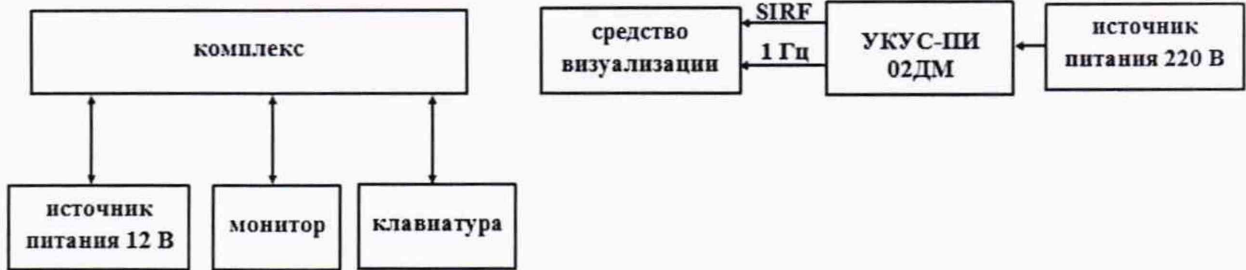 комплекс
источник
питания 12 В
монитор
клавиатура
средство
визуализации
SIRF
1 Гц
УКУС-ПИ
02ДМ
источник
питания 220 В